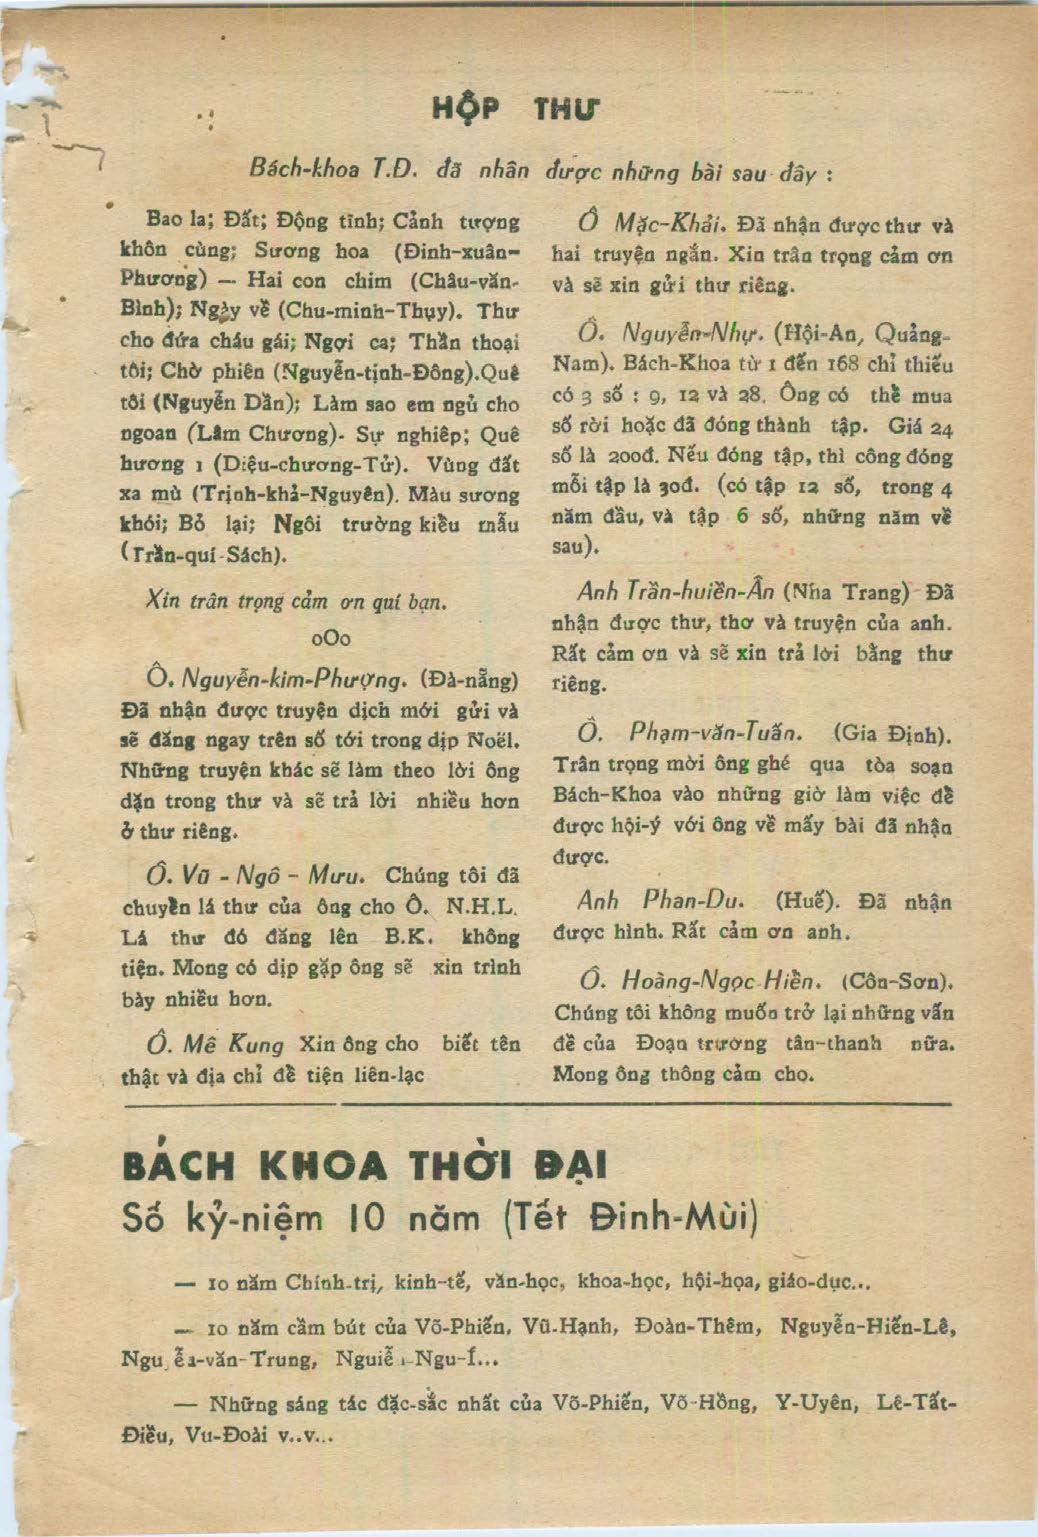 HỘP THƯ
Bách-khoa T.D. đã nhân được những bài sau đây :
Bao la; Đất; Động tĩnh; Cảnh tượng
khôn cùng; Sương hoa (Đinh-xuân-
Phương) — Hai con chim (Châu-văn-
Bình); Ngày về (Chu-minh-Thụy). Thư
cho đứa cháu gái; Ngợi ca; Thần thoại
tôi; Chờ phiên (Nguyễn-tịnh-Đông).Quê
tôi (Nguyễn Dần); Làm sao em ngủ cho
ngoan (Lâm Chương)- Sự nghiêp; Quê
hương 1 (Diệu-chương-Tử). Vùng đất
xa mù (Trịnh-khả-Nguyên). Màu sương
khói; Bỏ lại; Ngôi trường kiểu mẫu
(Trần-quí-Sách).
Xin trân trọng cảm ơn quí bạn.
oOo
Ô. Nguyễn-kim-Phượng. (Đà-nẵng)
Đã nhận được truyện dịch mới gửi và
sẽ đăng ngay trên số tới trong dịp Noël.
Những truyện khác sẽ làm theo lời ông
dặn trong thư và sẽ trả lời nhiều hơn
ở thư riêng.
Ô. Vũ - Ngô - Mưu. Chúng tôi đã
chuyển lá thư của ông cho Ô. N.H.L.
Lá thư đó đăng lên B.K. không
tiện. Mong có dịp gặp ông sẽ xin trình
bày nhiều hơn.
Ô. Mê Kung Xin ông cho biết tên
thật và địa chỉ để tiện liên-lạc
Ô Mặc-Khải. Đã nhận được thư và
hai truyện ngắn. Xin trân trọng cảm ơn
và sẽ xin gửi thư riêng.
Ô. Nguyễn-Như. (Hội-An, Quảng-
Nam). Bách-Khoa từ 1 đến 168 chỉ thiếu
có 3 số : 9, 12 và 28. Ông có thể mua
số rời hoặc đã đóng thành tập. Giá 24
số là 200đ. Nếu đóng tập, thì công đóng
mỗi tập là 30đ. (có tập 12 số, trong 4
năm đầu, và tập 6 số, những năm về
sau).
Anh Trần-huiền-Ân (Nha Trang) Đã
nhận được thư, thơ và truyện của anh.
Rất cảm ơn và sẽ xin trả lời bằng thư
riêng.
Ô. Phạm-văn-Tuấn. (Gia Định).
Trân trọng mời ông ghé qua tòa soạn
Bách-Khoa vào những giờ làm việc để
được hội-ý với ông về mấy bài đã nhận
được.
Anh Phan-Du. (Huế). Đã nhận
được hình. Rất cảm ơn anh.
Ô. Hoàng-Ngọc-Hiền. (Côn-Sơn).
Chúng tôi không muốn trở lại những vấn
đề của Đoạn trường tân-thanh nữa.
Mong ông thông cảm cho.
BÁCH KHOA THỜI ĐẠI
Số kỷ-niệm 10 năm (Tết Đinh-Mùi)
— 10 năm Chính-trị, kinh-tế, văn-học, khoa-học, hội-họa, giáo-dục...
— 10 năm cầm bút của Võ-Phiến, Vũ-Hạnh, Đoàn-Thêm, Nguyễn-Hiến-Lê,
Nguyễn-văn-Trung, Nguiễn-Ngu-Í...
— Những sáng tác đặc-sắc nhất của Võ-Phiến, Võ-Hồng, Y-Uyên, Lê-Tất-
Điều, Vu-Đoài v..v...